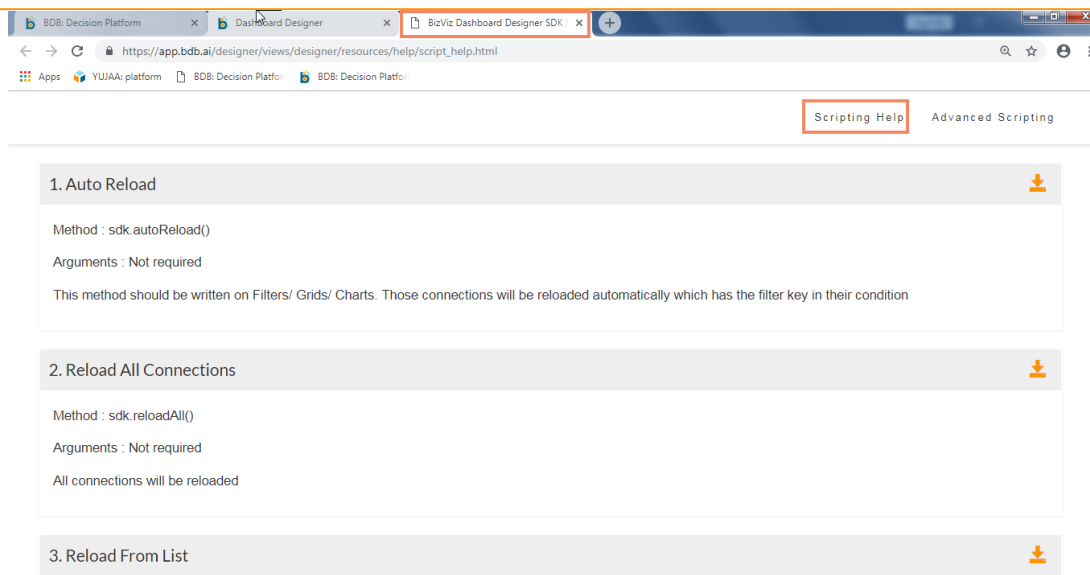 BDB: Decision Platform
Dashboard Designer
BizViz Dashboard Designer SDK
https://app.bdb.ai/designer/views/designer/resources/help/script_help.html
Apps YUJAA: platform BDB: Decision Platfor BDB: Decision Platfor
Scripting Help Advanced Scripting
1. Auto Reload
Method : sdk.autoReload()
Arguments : Not required
This method should be written on Filters/ Grids/ Charts. Those connections will be reloaded automatically which has the filter key in their condition
2. Reload All Connections
Method : sdk.reloadAll()
Arguments : Not required
All connections will be reloaded
3. Reload From List